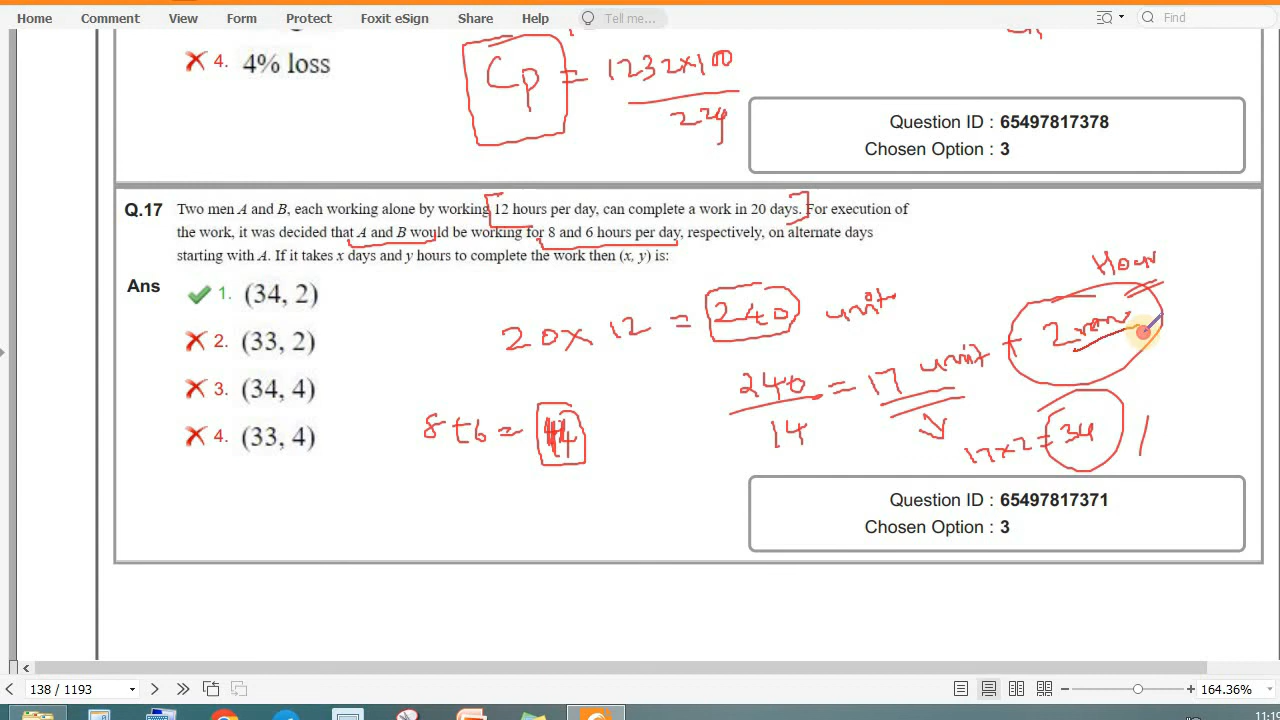 Home Comment View Form Protect Foxit eSign Share Help Tell me... Find
4. 4% loss
Cp = 1232×100
224
Question ID : 65497817378
Chosen Option : 3
Q.17 Two men A and B, each working alone by working 12 hours per day, can complete a work in 20 days. For execution of
the work, it was decided that A and B would be working for 8 and 6 hours per day, respectively, on alternate days
starting with A. If it takes x days and y hours to complete the work then (x, y) is:
Hour
Ans 1. (34, 2)
2. (33, 2)
3. (34, 4)
4. (33, 4)
20×12 = 240 unit
240 = 17 unit + 2
14
8+6 = 14
17×2 = 34
Question ID : 65497817371
Chosen Option : 3
138 / 1193
164.36%